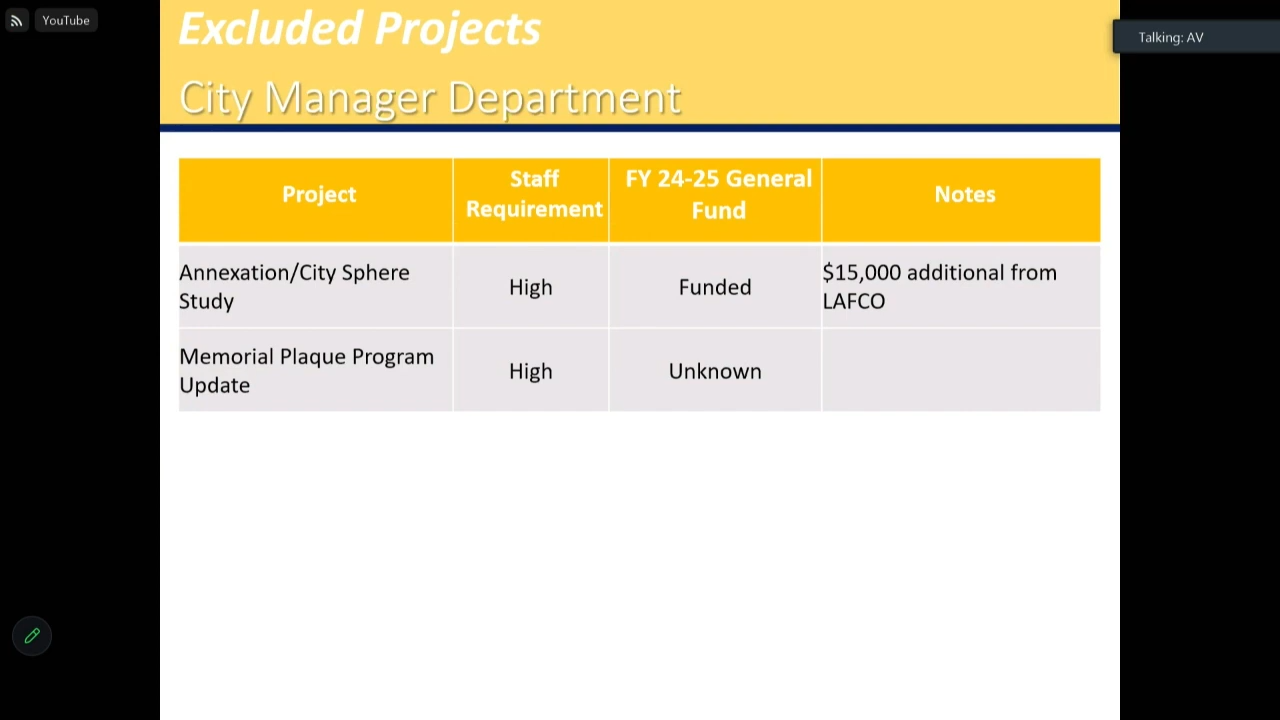 YouTube
Talking: AV
Excluded Projects
City Manager Department
Project
Staff
Requirement
FY 24-25 General
Fund
Notes
Annexation/City Sphere
Study
High
Funded
$15,000 additional from
LAFCO
Memorial Plaque Program
Update
High
Unknown